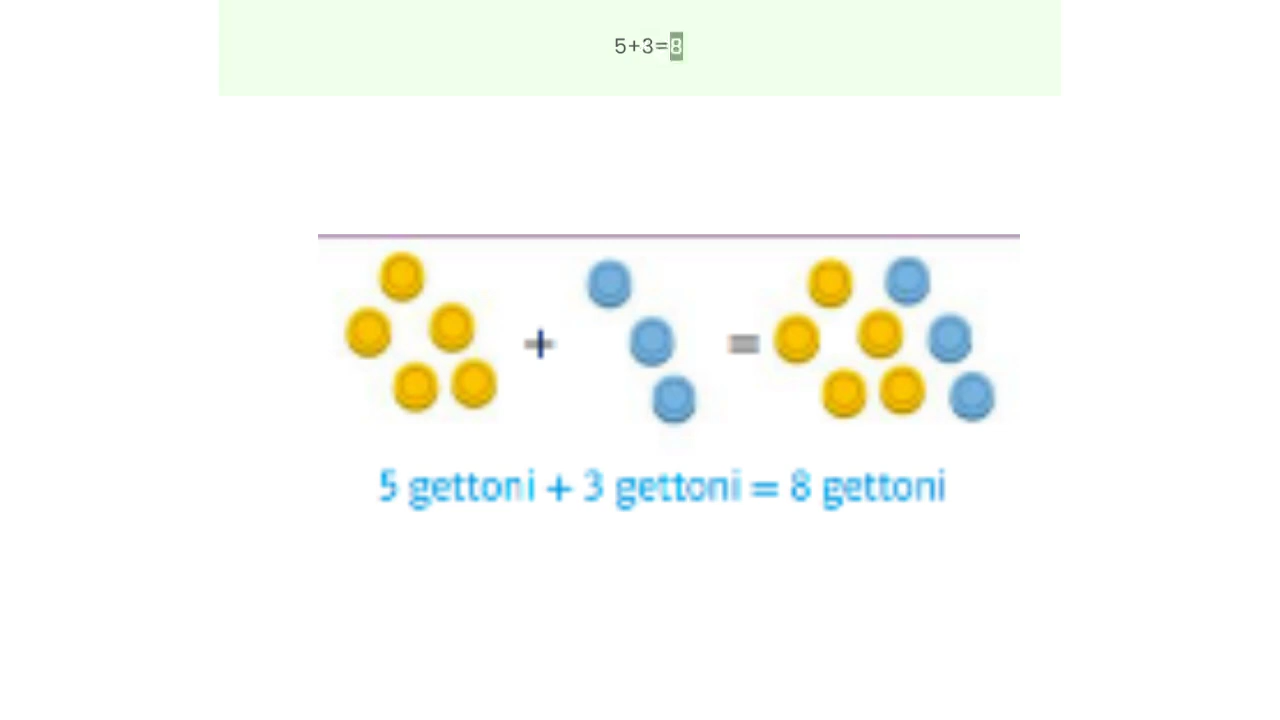 5+3=8
+ =
5 gettoni + 3 gettoni = 8 gettoni